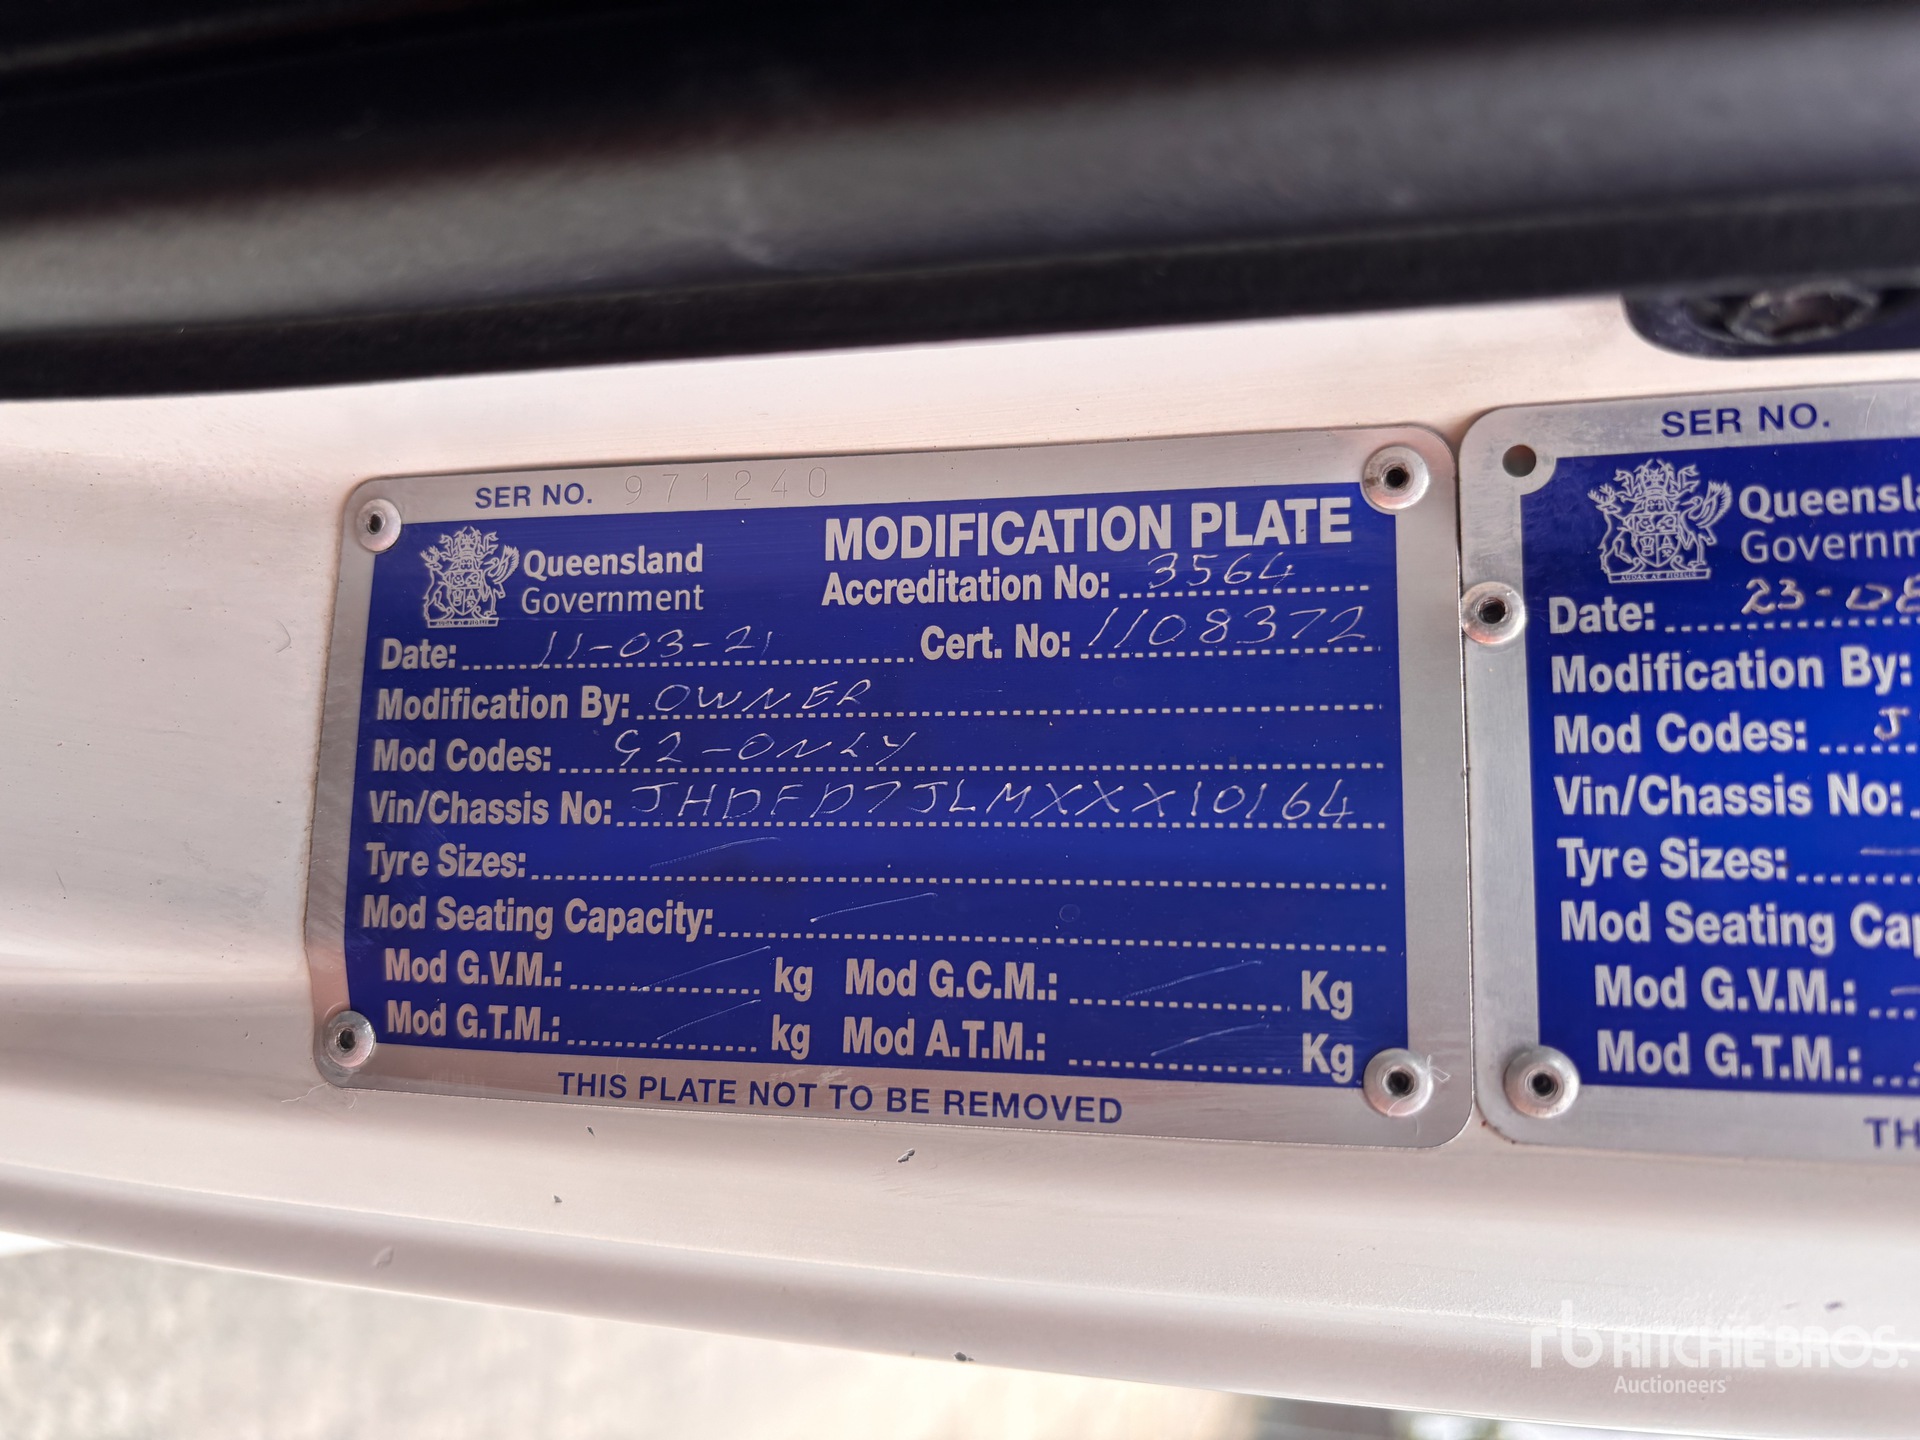 SER NO. 971240
Queensland
Government
MODIFICATION PLATE
Accreditation No: 3564
Date: 11-03-21 Cert. No: 1108372
Modification By: OWNER
Mod Codes: G2-ONLY
Vin/Chassis No: JHDFD7JLMXXX10164
Tyre Sizes:
Mod Seating Capacity:
Mod G.V.M.: kg Mod G.C.M.: Kg
Mod G.T.M.: kg Mod A.T.M.: Kg
THIS PLATE NOT TO BE REMOVED
SER NO.
Queensla
Governm
Date: 23-08
Modification By:
Mod Codes: J
Vin/Chassis No:
Tyre Sizes:
Mod Seating Cap
Mod G.V.M.:
Mod G.T.M.:
TH
rb RITCHIE BROS.
Auctioneers